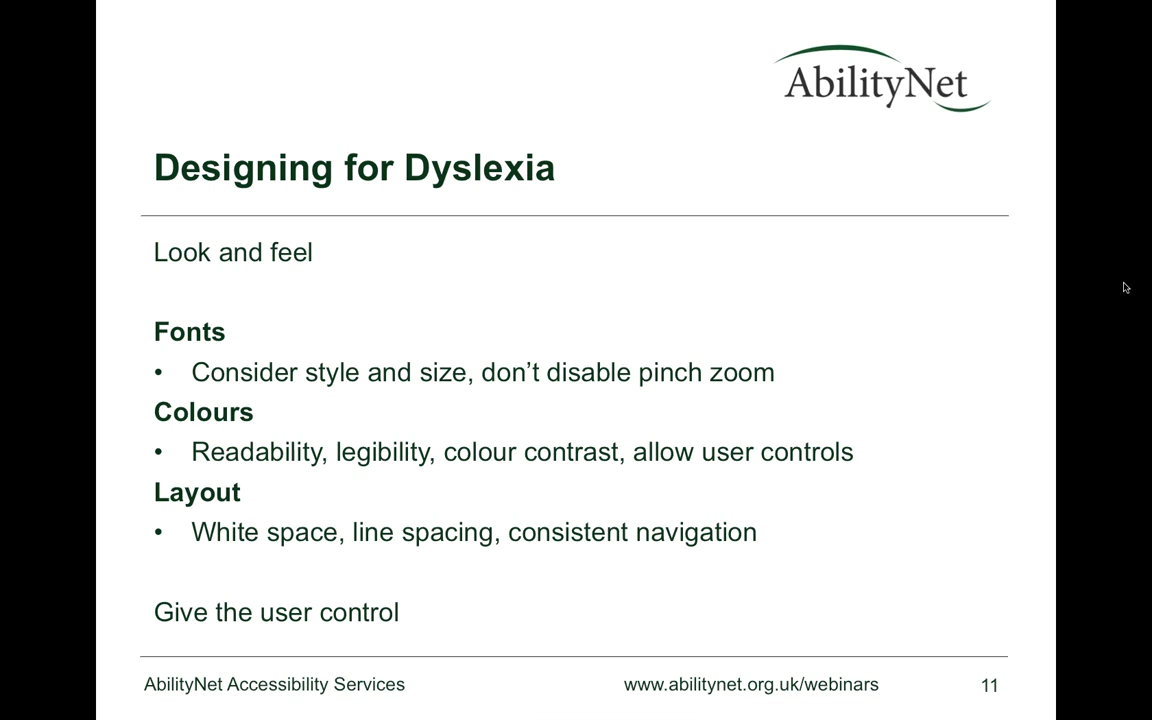 AbilityNet
Designing for Dyslexia
Look and feel
Fonts
• Consider style and size, don’t disable pinch zoom
Colours
• Readability, legibility, colour contrast, allow user controls
Layout
• White space, line spacing, consistent navigation
Give the user control
AbilityNet Accessibility Services www.abilitynet.org.uk/webinars 11